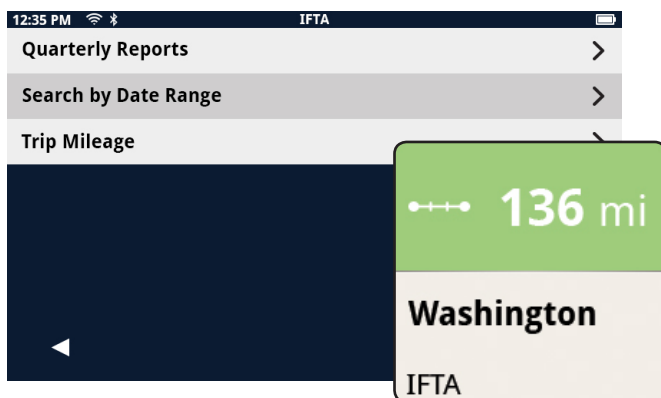 12:35 PM IFTA
Quarterly Reports
Search by Date Range
Trip Mileage
136 mi
Washington
IFTA